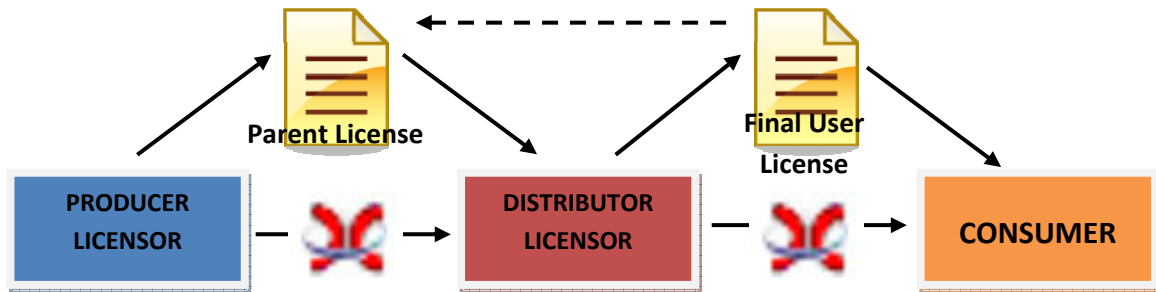 Parent License
Final User
License
PRODUCER
LICENSOR
DISTRIBUTOR
LICENSOR
CONSUMER